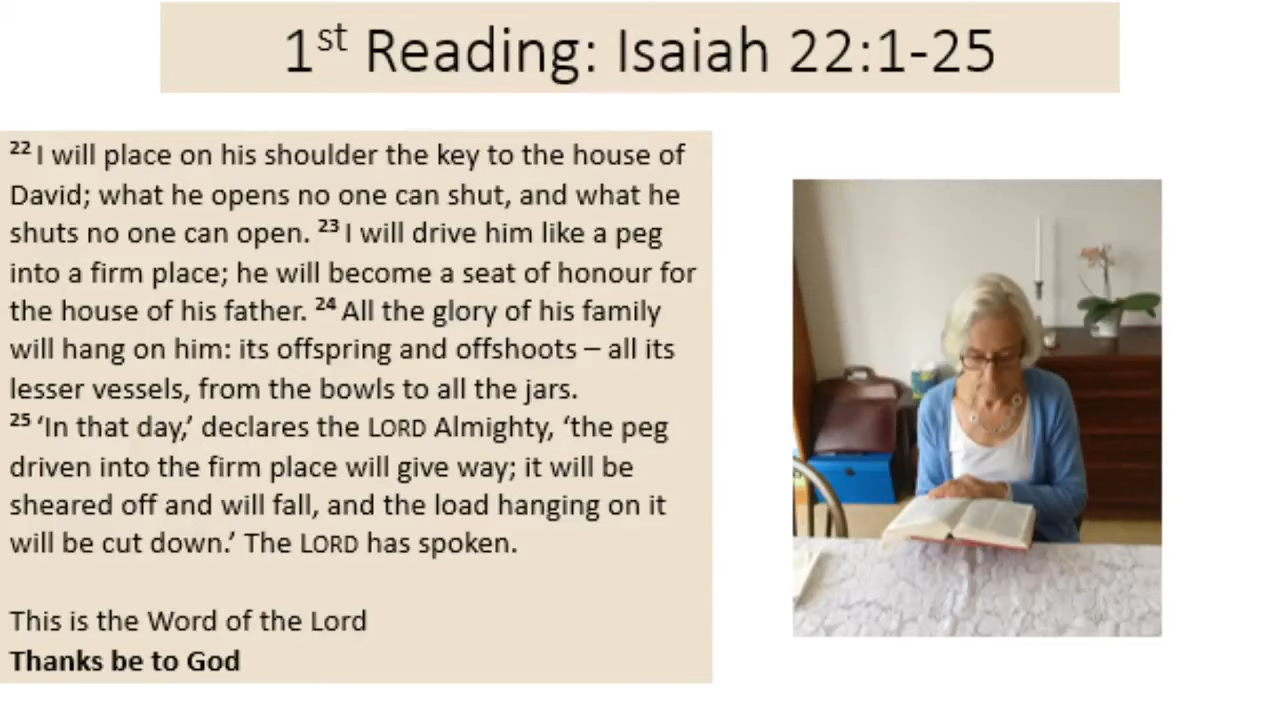 1st Reading: Isaiah 22:1-25
22 I will place on his shoulder the key to the house of
David; what he opens no one can shut, and what he
shuts no one can open. 23 I will drive him like a peg
into a firm place; he will become a seat of honour for
the house of his father. 24 All the glory of his family
will hang on him: its offspring and offshoots – all its
lesser vessels, from the bowls to all the jars.
25 ‘In that day,’ declares the LORD Almighty, ‘the peg
driven into the firm place will give way; it will be
sheared off and will fall, and the load hanging on it
will be cut down.’ The LORD has spoken.
This is the Word of the Lord
Thanks be to God